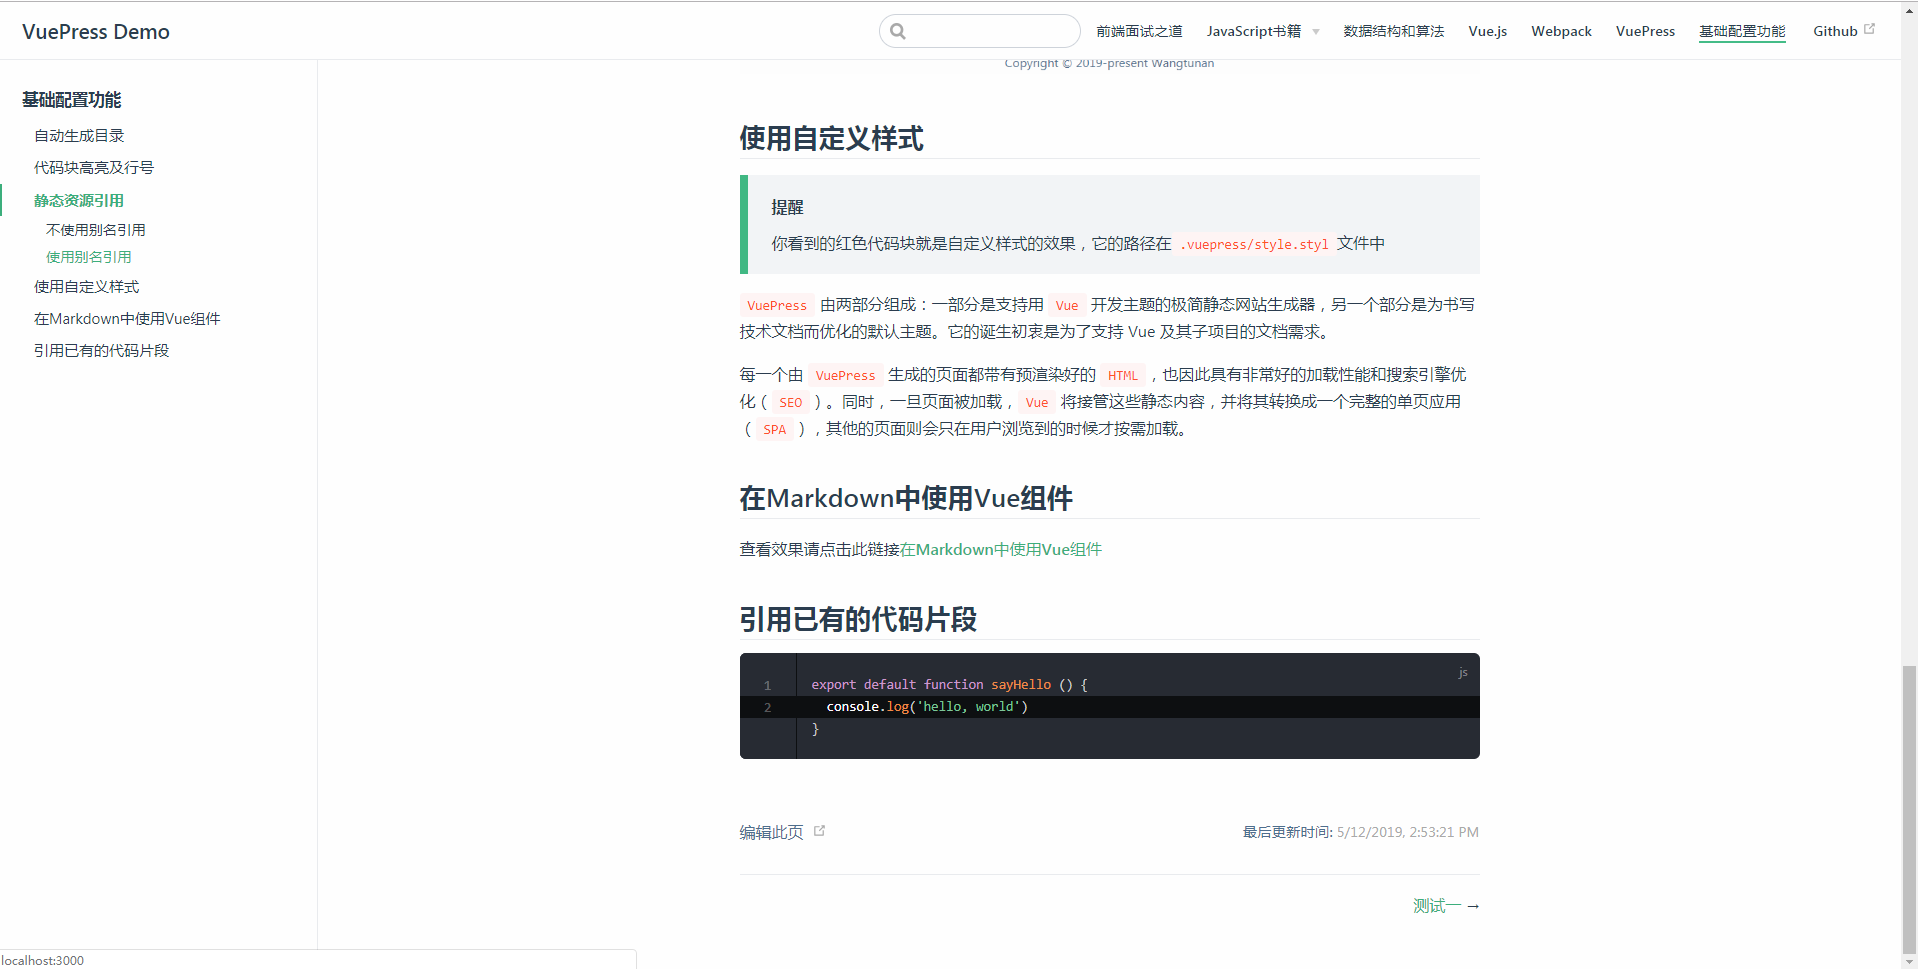 VuePress Demo
前端面试之道 JavaScript书籍 数据结构和算法 Vue.js Webpack VuePress 基础配置功能 Github
基础配置功能
自动生成目录
代码块高亮及行号
静态资源引用
不使用别名引用
使用别名引用
使用自定义样式
在Markdown中使用Vue组件
引用已有的代码片段
Copyright © 2019-present Wangtunan
使用自定义样式
提醒
你看到的红色代码块就是自定义样式的效果，它的路径在 .vuepress/style.styl 文件中
VuePress 由两部分组成：一部分是支持用 Vue 开发主题的极简静态网站生成器，另一个部分是为书写
技术文档而优化的默认主题。它的诞生初衷是为了支持 Vue 及其子项目的文档需求。
每一个由 VuePress 生成的页面都带有预渲染好的 HTML ，也因此具有非常好的加载性能和搜索引擎优
化（ SEO ）。同时，一旦页面被加载， Vue 将接管这些静态内容，并将其转换成一个完整的单页应用
（ SPA ），其他的页面则会只在用户浏览到的时候才按需加载。
在Markdown中使用Vue组件
查看效果请点击此链接在Markdown中使用Vue组件
引用已有的代码片段
js
1 export default function sayHello () {
2 console.log('hello, world')
}
编辑此页 最后更新时间: 5/12/2019, 2:53:21 PM
测试一 →
localhost:3000